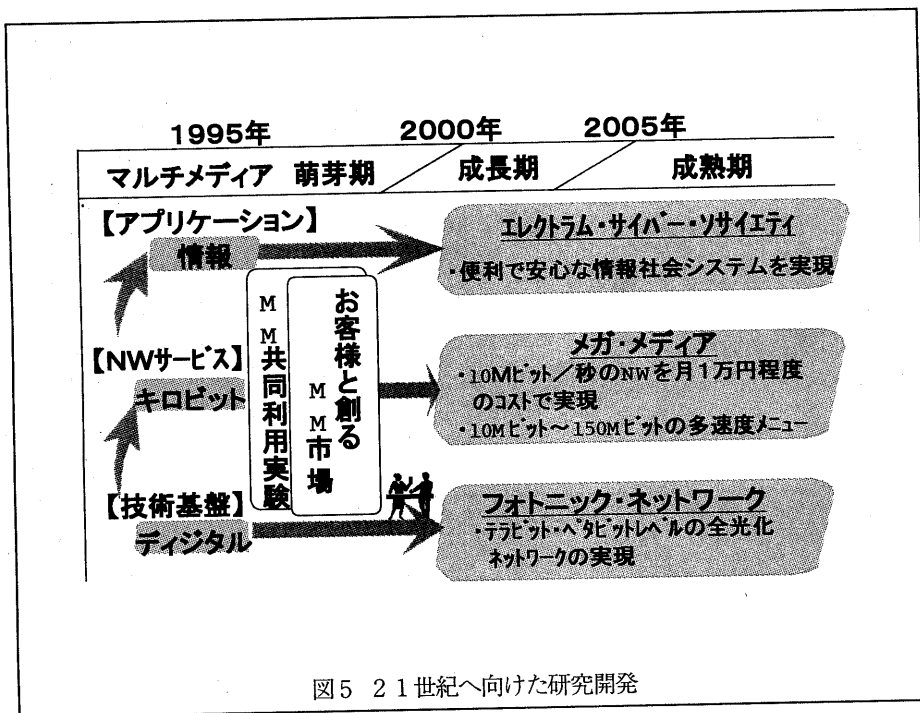 1995年 2000年 2005年
マルチメディア 萌芽期 成長期 成熟期
【アプリケーション】
情報
エレクトラム・サイバー・ソサイエティ
・便利で安心な情報社会システムを実現
MM共同利用実験
お客様と創る
MM市場
【NWサービス】
キロビット
メガ・メディア
・10Mビット/秒のNWを月1万円程度
のコストで実現
・10Mビット～150Mビットの多速度メニュー
【技術基盤】
ディジタル
フォトニック・ネットワーク
・テラビット・ペタビットレベルの全光化
ネットワークの実現
図5 21世紀へ向けた研究開発